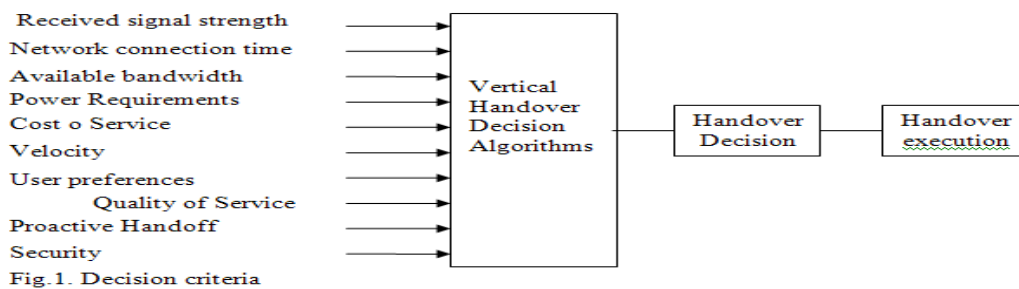 Received signal strength
Network connection time
Available bandwidth
Power Requirements
Cost o Service
Velocity
User preferences
Quality of Service
Proactive Handoff
Security
Vertical
Handover
Decision
Algorithms
Handover
Decision
Handover
execution
Fig.1. Decision criteria